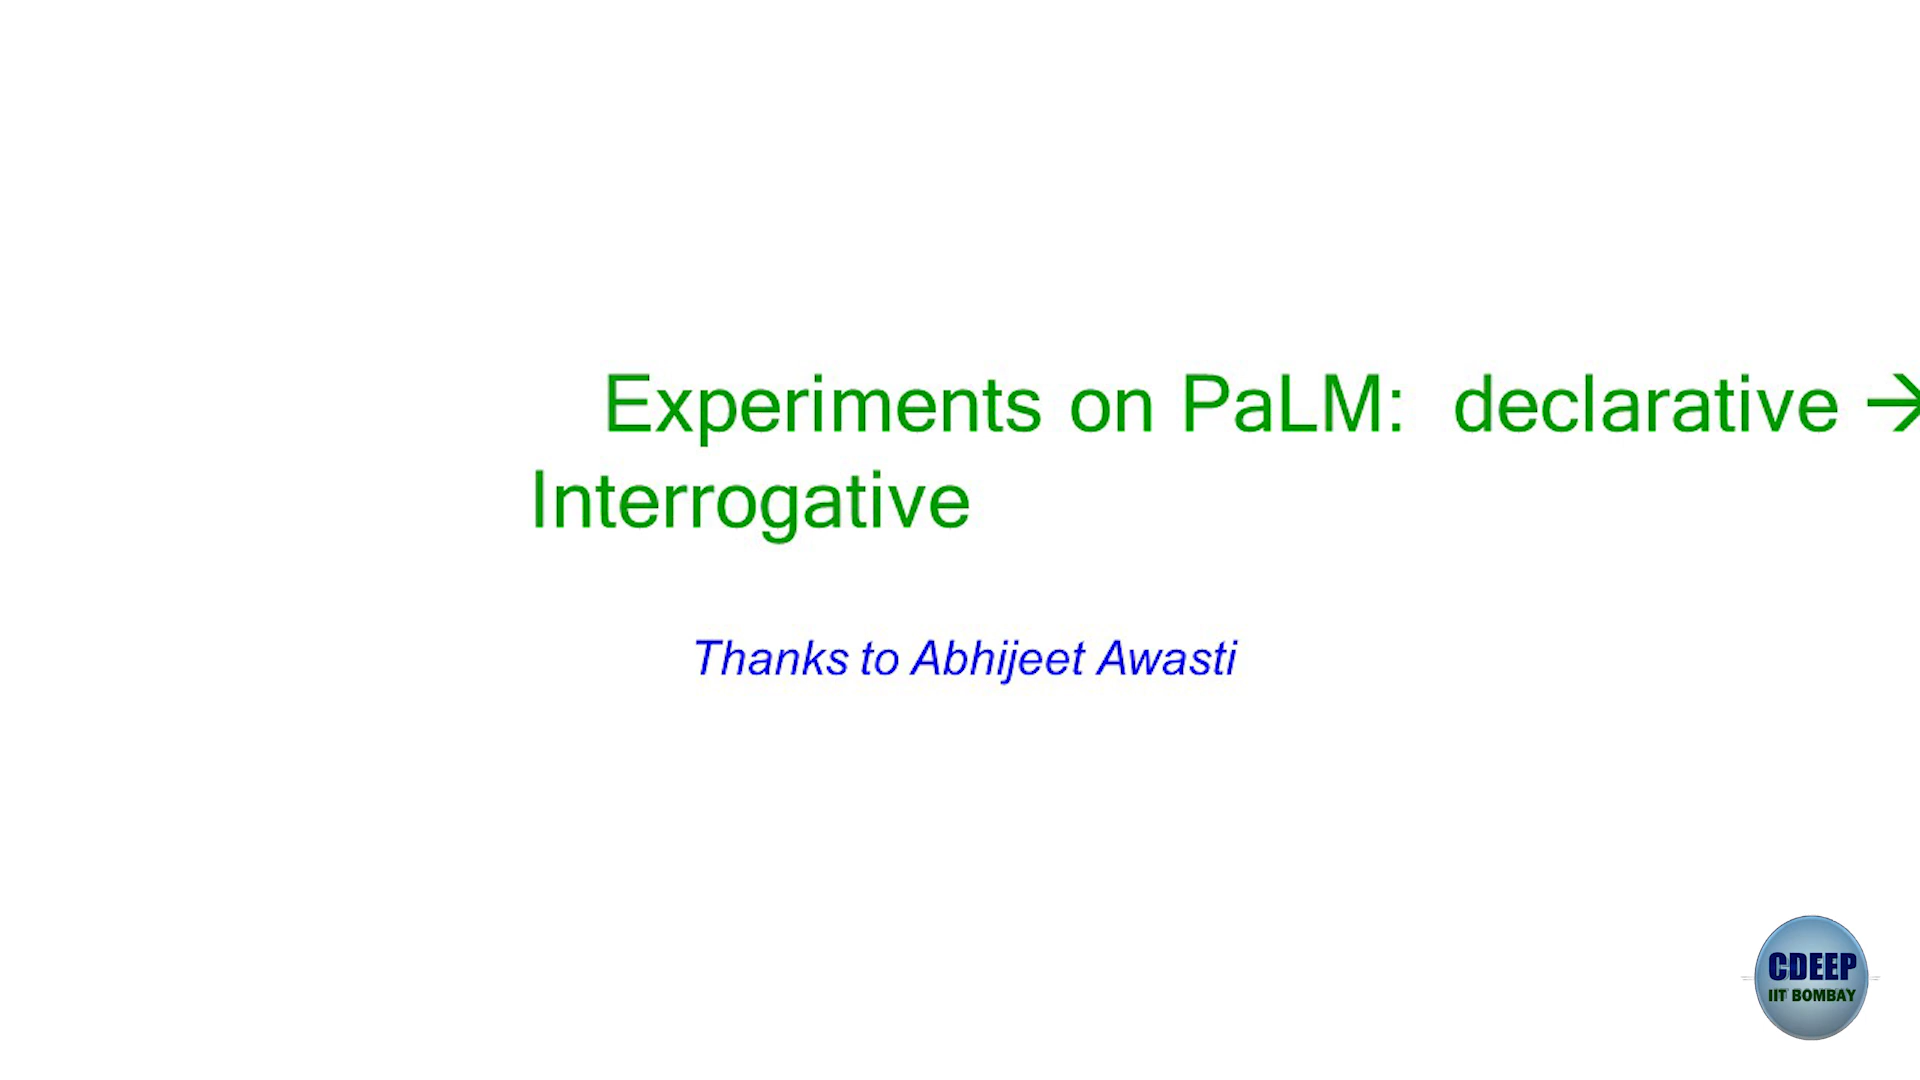 Experiments on PaLM: declarative →
Interrogative
Thanks to Abhijeet Awasti
CDEEP
IIT BOMBAY